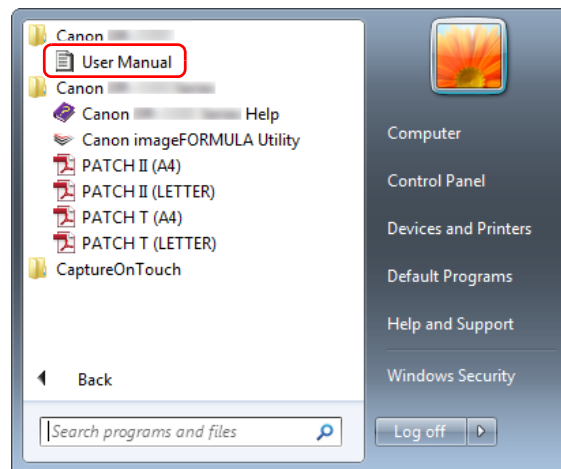 Canon
User Manual
Canon
Canon Help
Canon imageFORMULA Utility
PATCH II (A4)
PATCH II (LETTER)
PATCH T (A4)
PATCH T (LETTER)
CaptureOnTouch
Back
Search programs and files
Computer
Control Panel
Devices and Printers
Default Programs
Help and Support
Windows Security
Log off